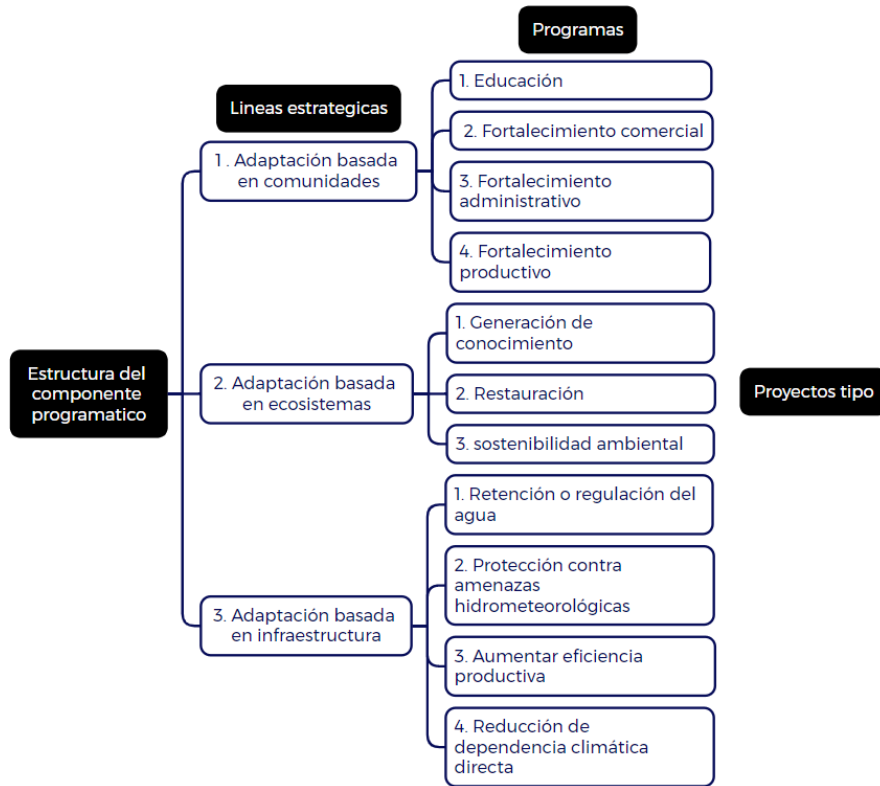 Programas
Lineas estrategicas
1. Educación
2. Fortalecimiento comercial
1 . Adaptación basada
en comunidades
3. Fortalecimiento
administrativo
4. Fortalecimiento
productivo
Estructura del
componente
programatico
2. Adaptación basada
en ecosistemas
1. Generación de
conocimiento
2. Restauración
3. sostenibilidad ambiental
Proyectos tipo
3. Adaptación basada
en infraestructura
1. Retención o regulación del
agua
2. Protección contra
amenazas
hidrometeorológicas
3. Aumentar eficiencia
productiva
4. Reducción de
dependencia climática
directa